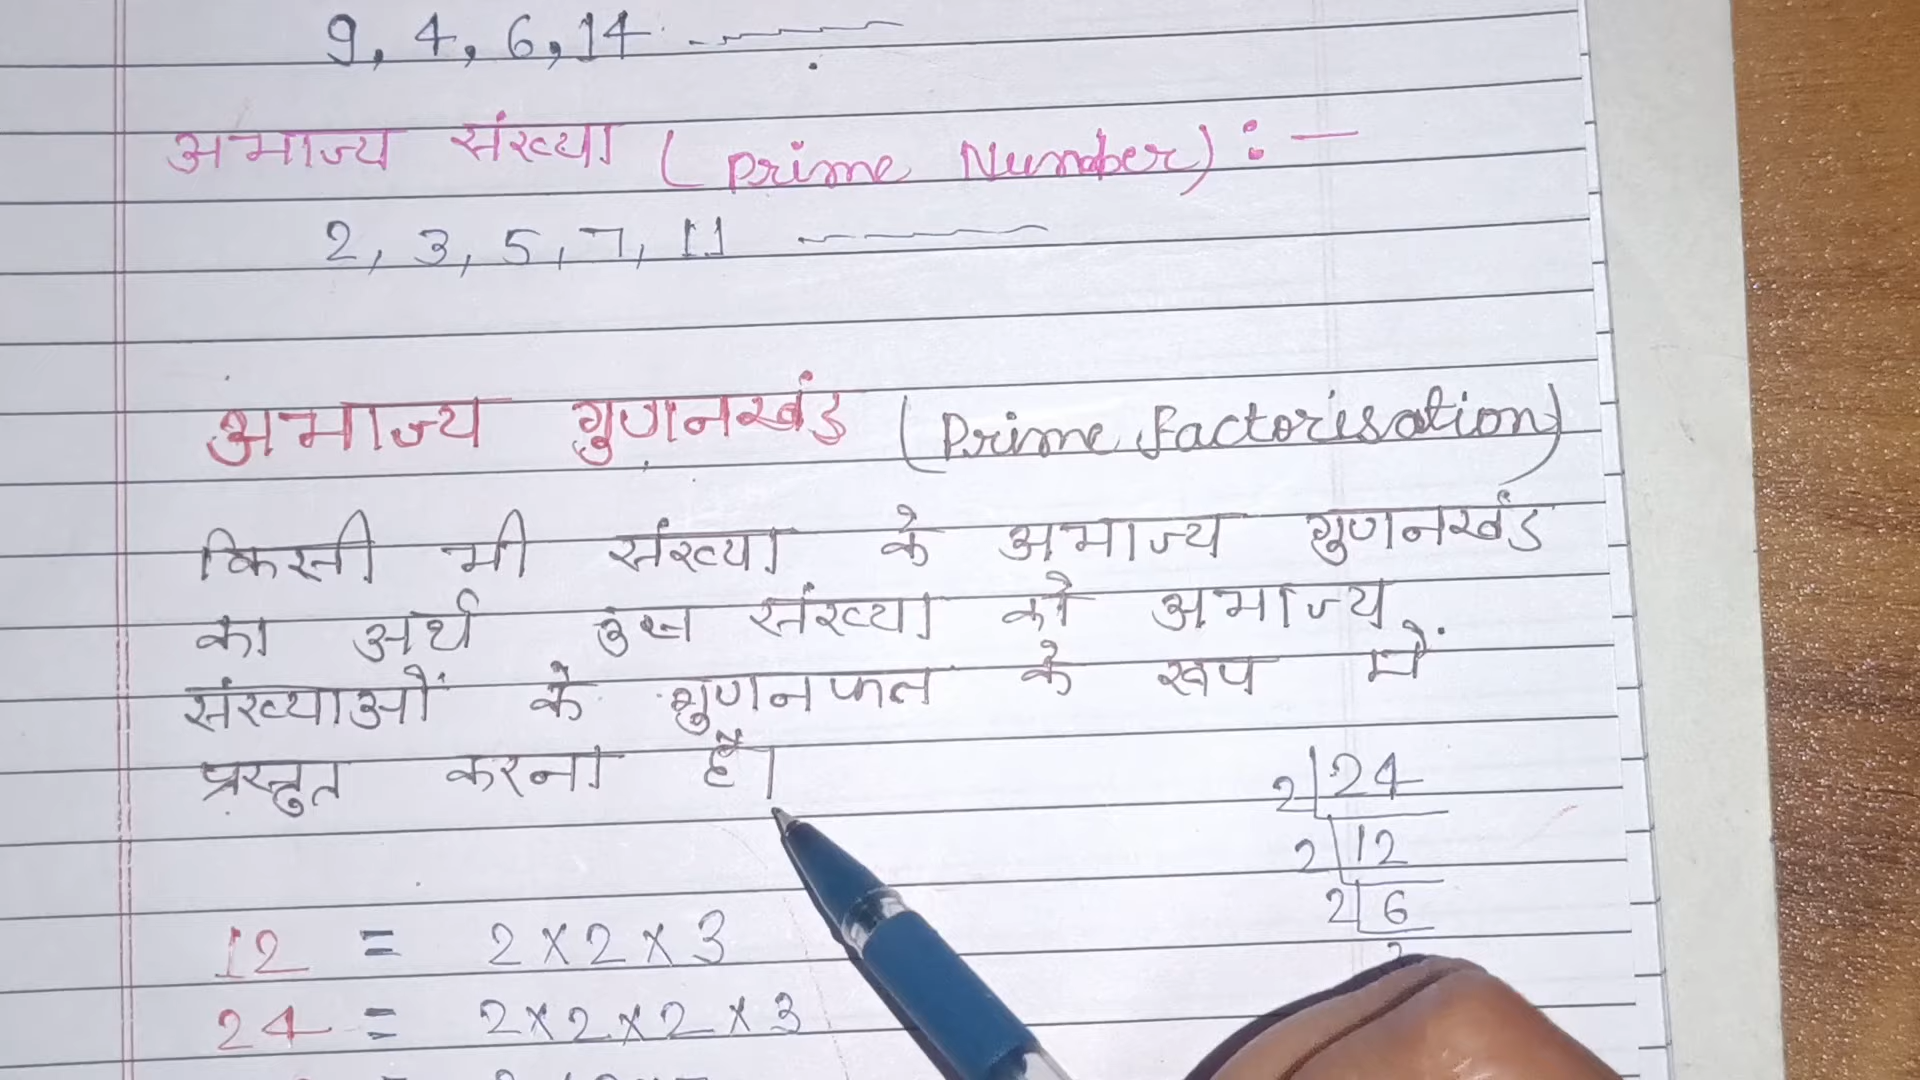 9, 4, 6, 14
अभाज्य संख्या ( Prime Number) : —
2, 3, 5, 7, 11
अभाज्य गुणनखंड (Prime factorisation)
किसी भी संख्या के अभाज्य गुणनखंड
का अर्थ उस संख्या को अभाज्य
संख्याओं के गुणनफल के रूप में
प्रस्तुत करना है।
2 24
2 12
2 6
12 = 2×2×3
24 = 2×2×2×3